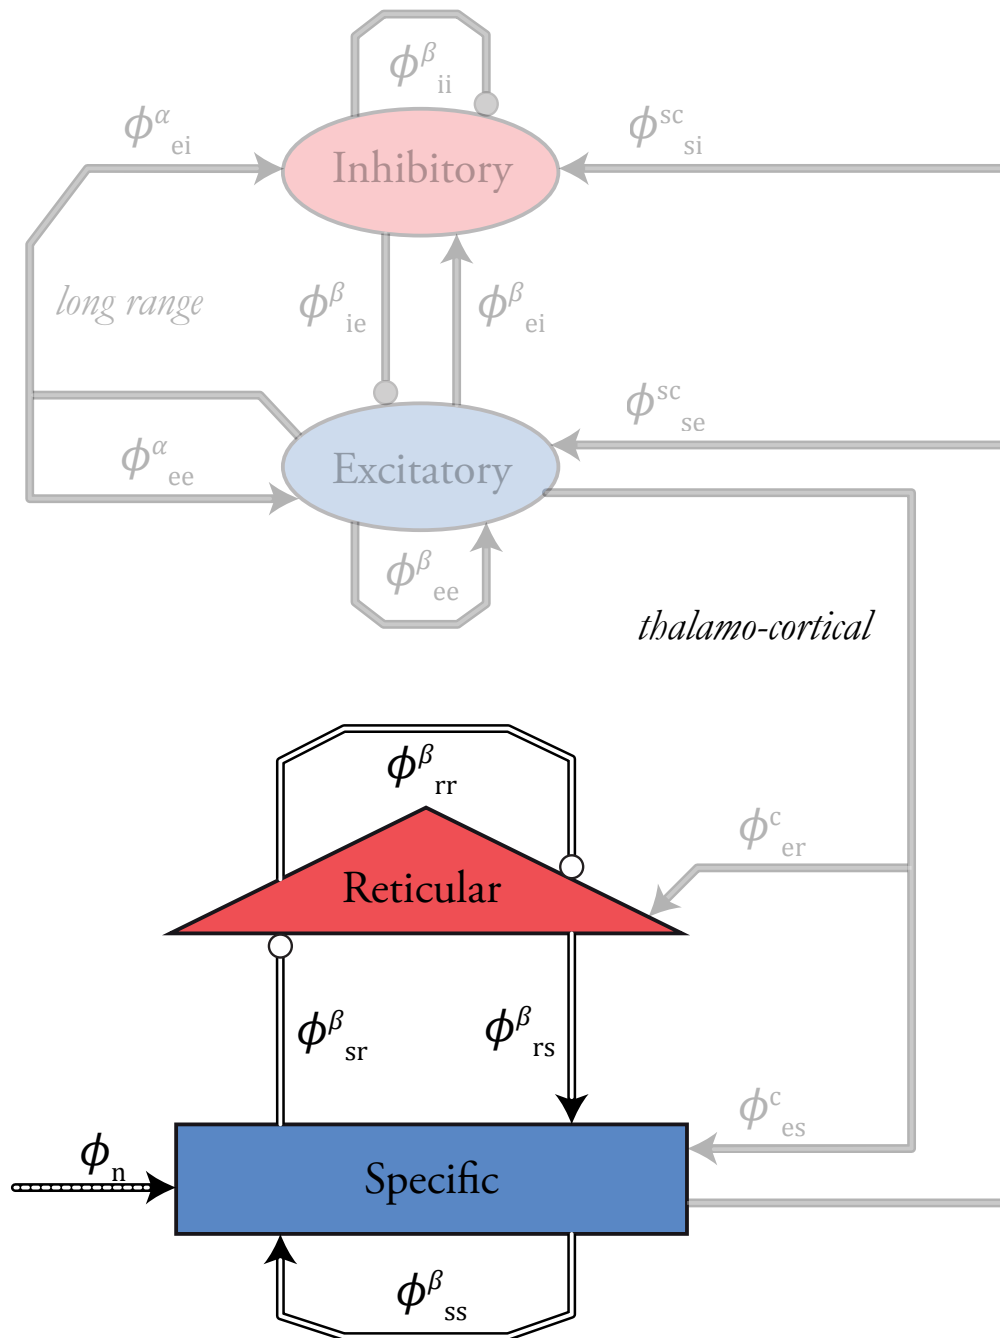 ϕ^β_ii
ϕ^α_ei
ϕ^sc_si
Inhibitory
long range
ϕ^β_ie
ϕ^β_ei
ϕ^sc_se
ϕ^α_ee
Excitatory
ϕ^β_ee
thalamo-cortical
ϕ^β_rr
ϕ^c_er
Reticular
ϕ^β_sr
ϕ^β_rs
ϕ^c_es
ϕ_n
Specific
ϕ^β_ss